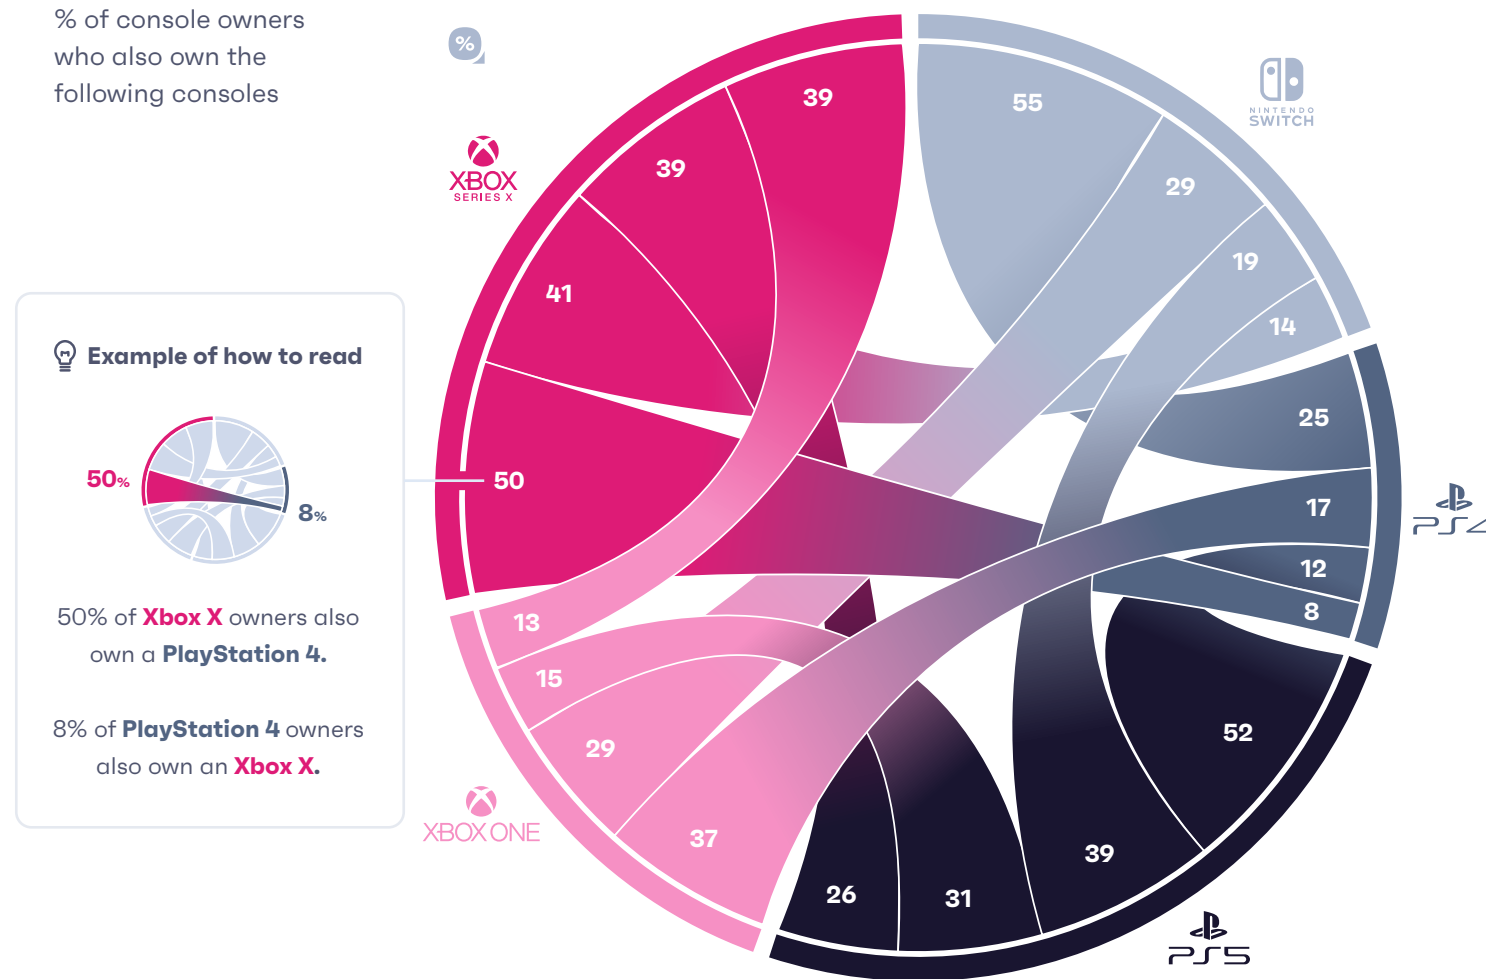 % of console owners
who also own the
following consoles
%
XBOX
SERIES X
39
39
41
50
55
29
19
14
NINTENDO
SWITCH
25
17
12
8
PS4
Example of how to read
50%
8%
50% of Xbox X owners also
own a PlayStation 4.
8% of PlayStation 4 owners
also own an Xbox X.
13
15
29
37
XBOX ONE
26
31
39
52
PS5